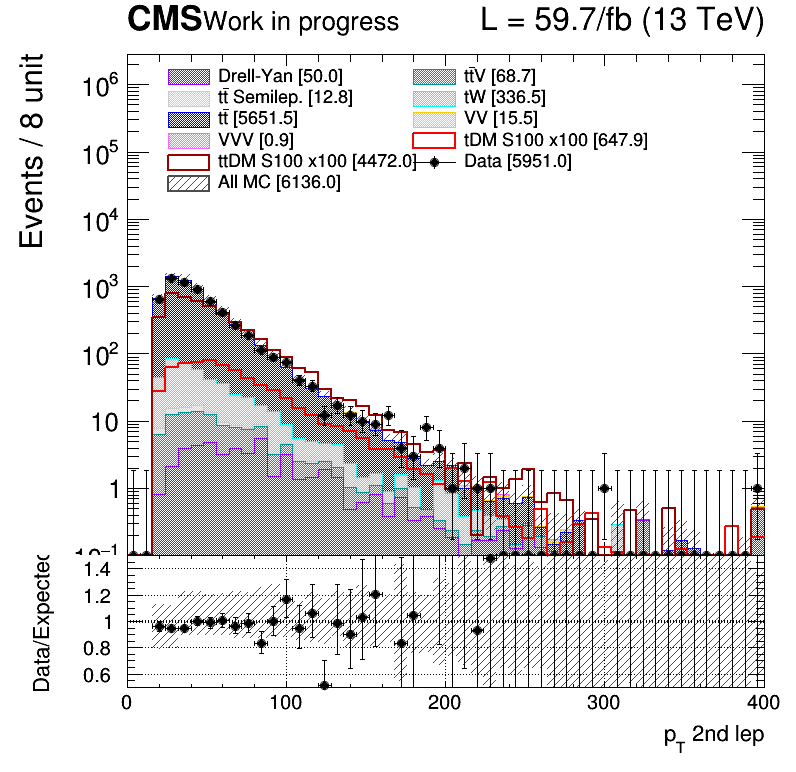 CMS Work in progress L = 59.7/fb (13 TeV)
Events / 8 unit
Drell-Yan [50.0] tt̄V [68.7]
tt̄ Semilep. [12.8] tW [336.5]
tt̄ [5651.5] VV [15.5]
VVV [0.9] tDM S100 x100 [647.9]
ttDM S100 x100 [4472.0] Data [5951.0]
All MC [6136.0]
10⁶
10⁵
10⁴
10³
10²
10
1
10⁻¹
Data/Expected
1.4
1.2
1
0.8
0.6
0 100 200 300 400
p_T 2nd lep